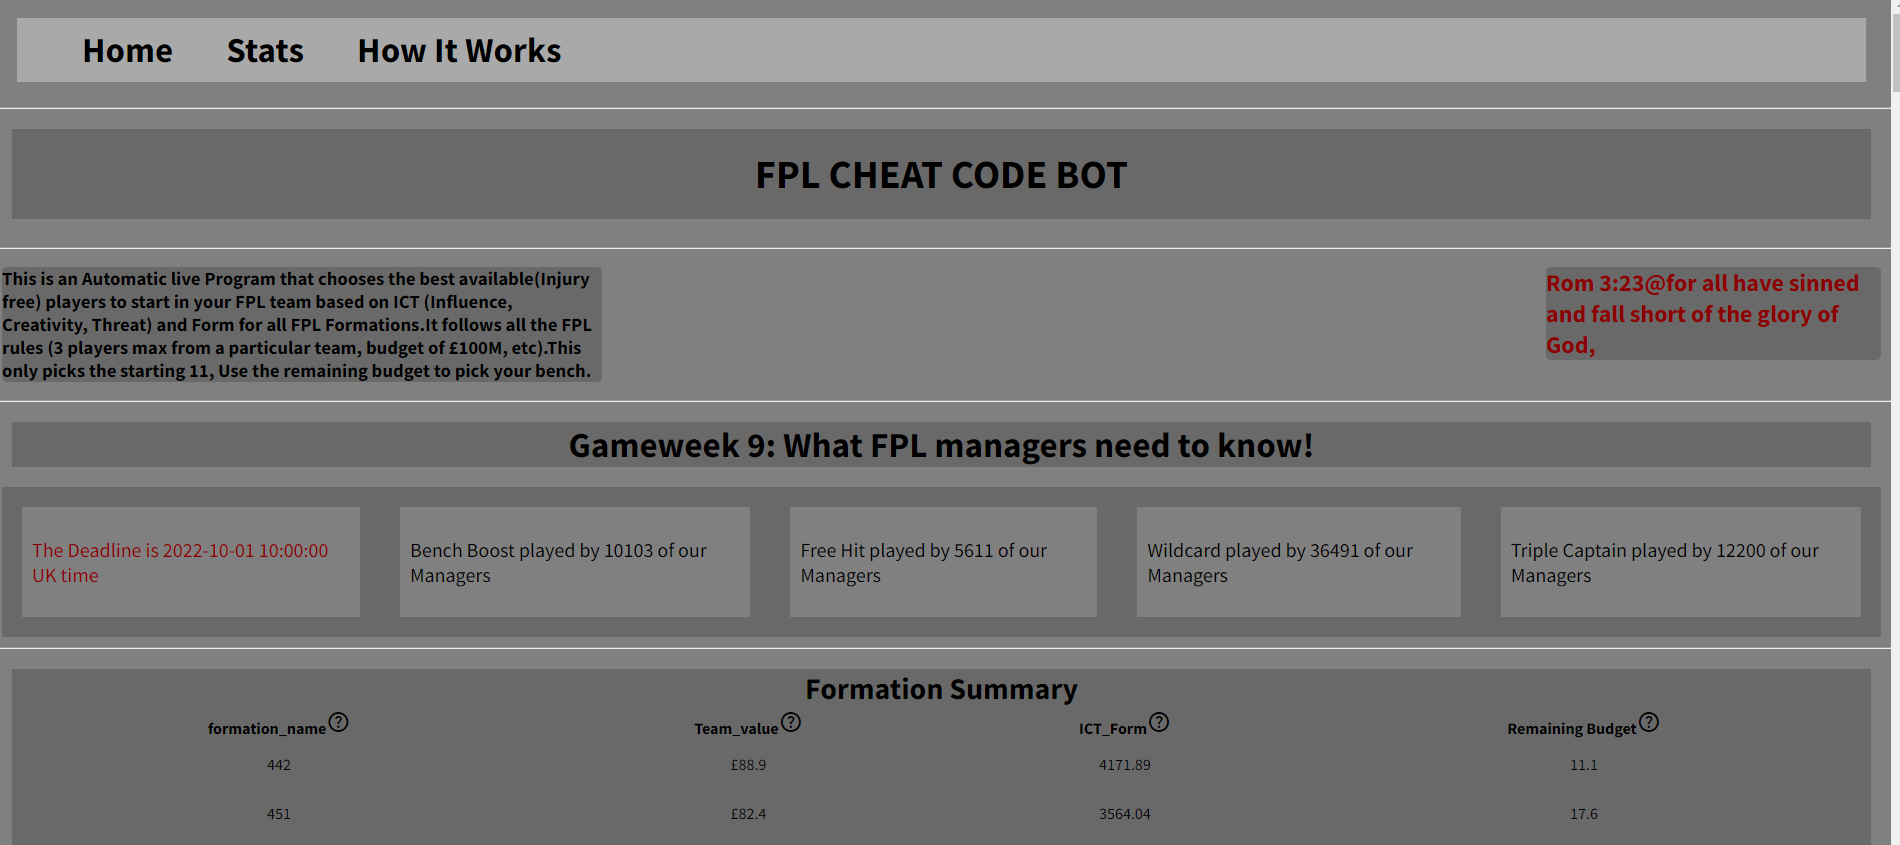 Home Stats How It Works
FPL CHEAT CODE BOT
This is an Automatic live Program that chooses the best available(Injury
free) players to start in your FPL team based on ICT (Influence,
Creativity, Threat) and Form for all FPL Formations.It follows all the FPL
rules (3 players max from a particular team, budget of £100M, etc).This
only picks the starting 11, Use the remaining budget to pick your bench.
Rom 3:23@for all have sinned
and fall short of the glory of
God,
Gameweek 9: What FPL managers need to know!
The Deadline is 2022-10-01 10:00:00
UK time
Bench Boost played by 10103 of our
Managers
Free Hit played by 5611 of our
Managers
Wildcard played by 36491 of our
Managers
Triple Captain played by 12200 of our
Managers
Formation Summary
formation_name ? Team_value ? ICT_Form ? Remaining Budget ?
442 £88.9 4171.89 11.1
451 £82.4 3564.04 17.6